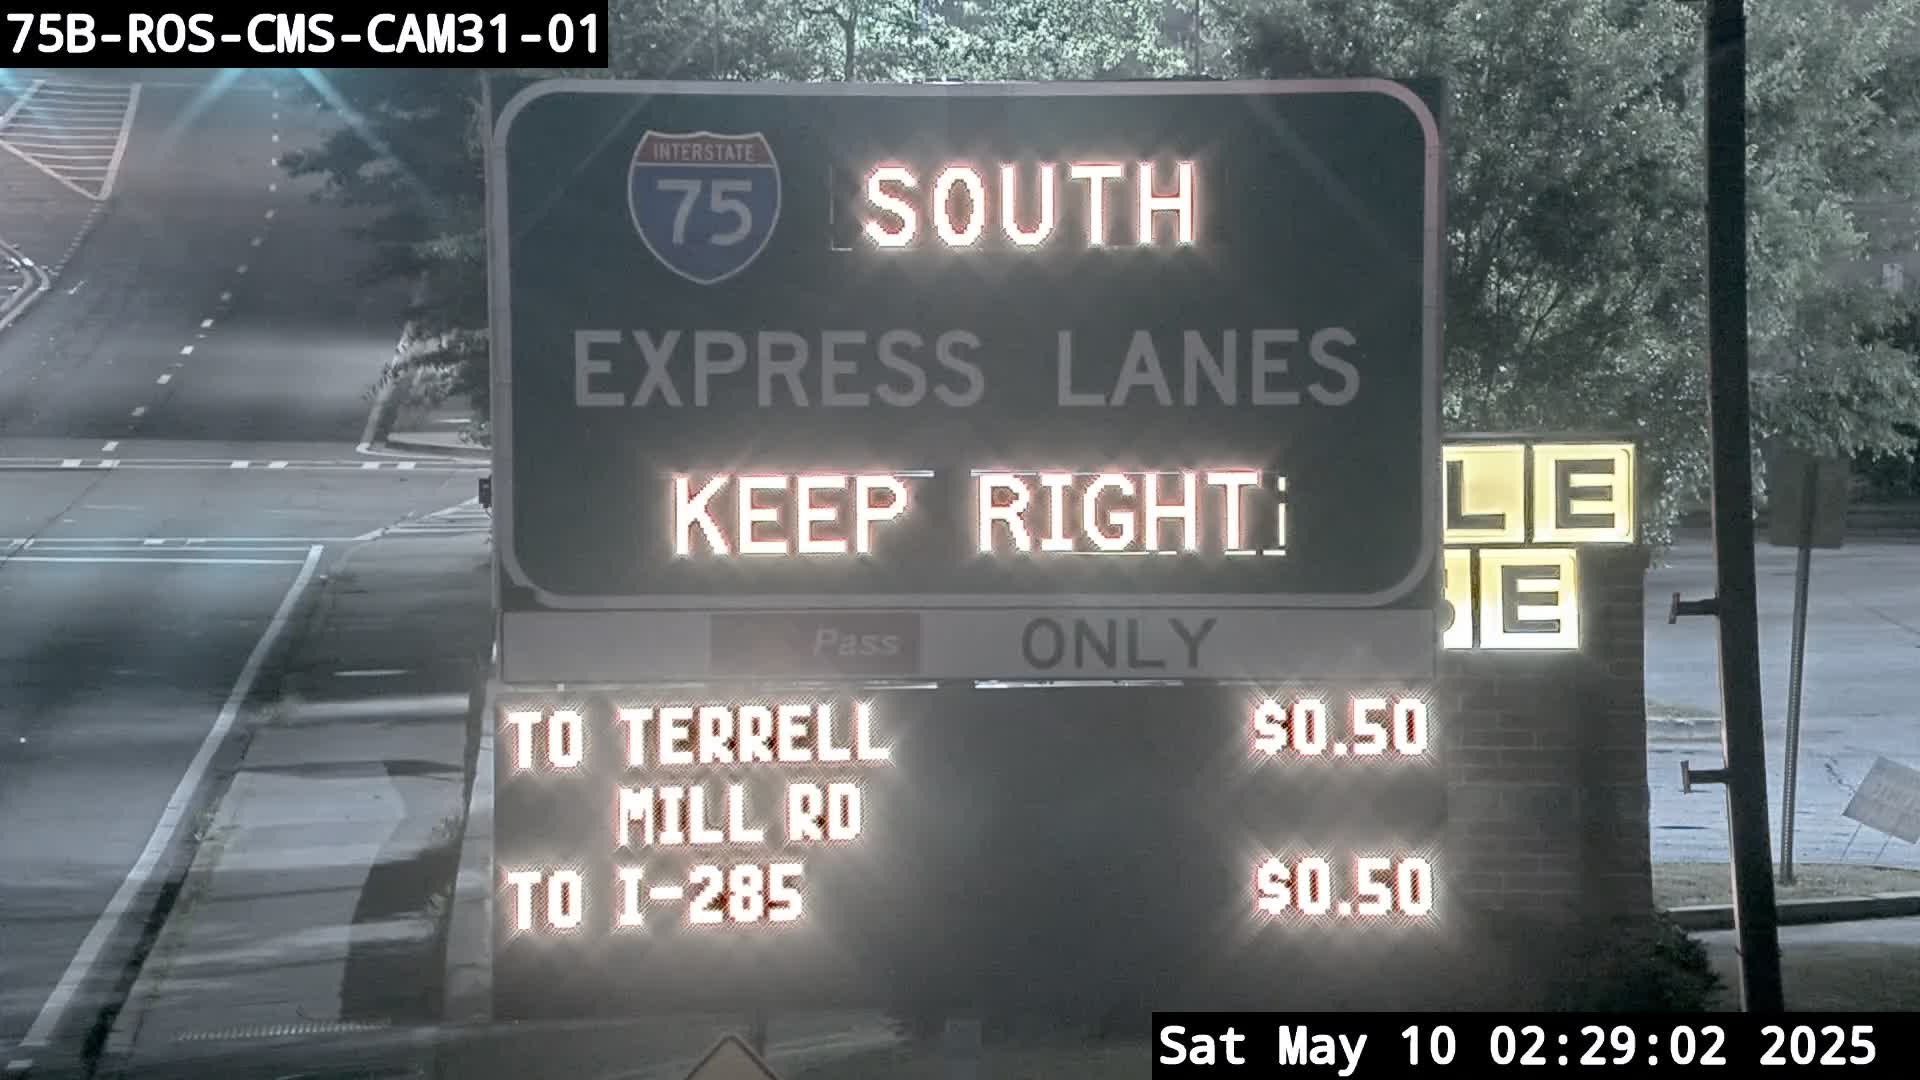 75B-ROS-CMS-CAM31-01
INTERSTATE
75
SOUTH
EXPRESS LANES
KEEP RIGHT
Pass ONLY
LE
E
TO TERRELL $0.50
MILL RD
TO I-285 $0.50
Sat May 10 02:29:02 2025